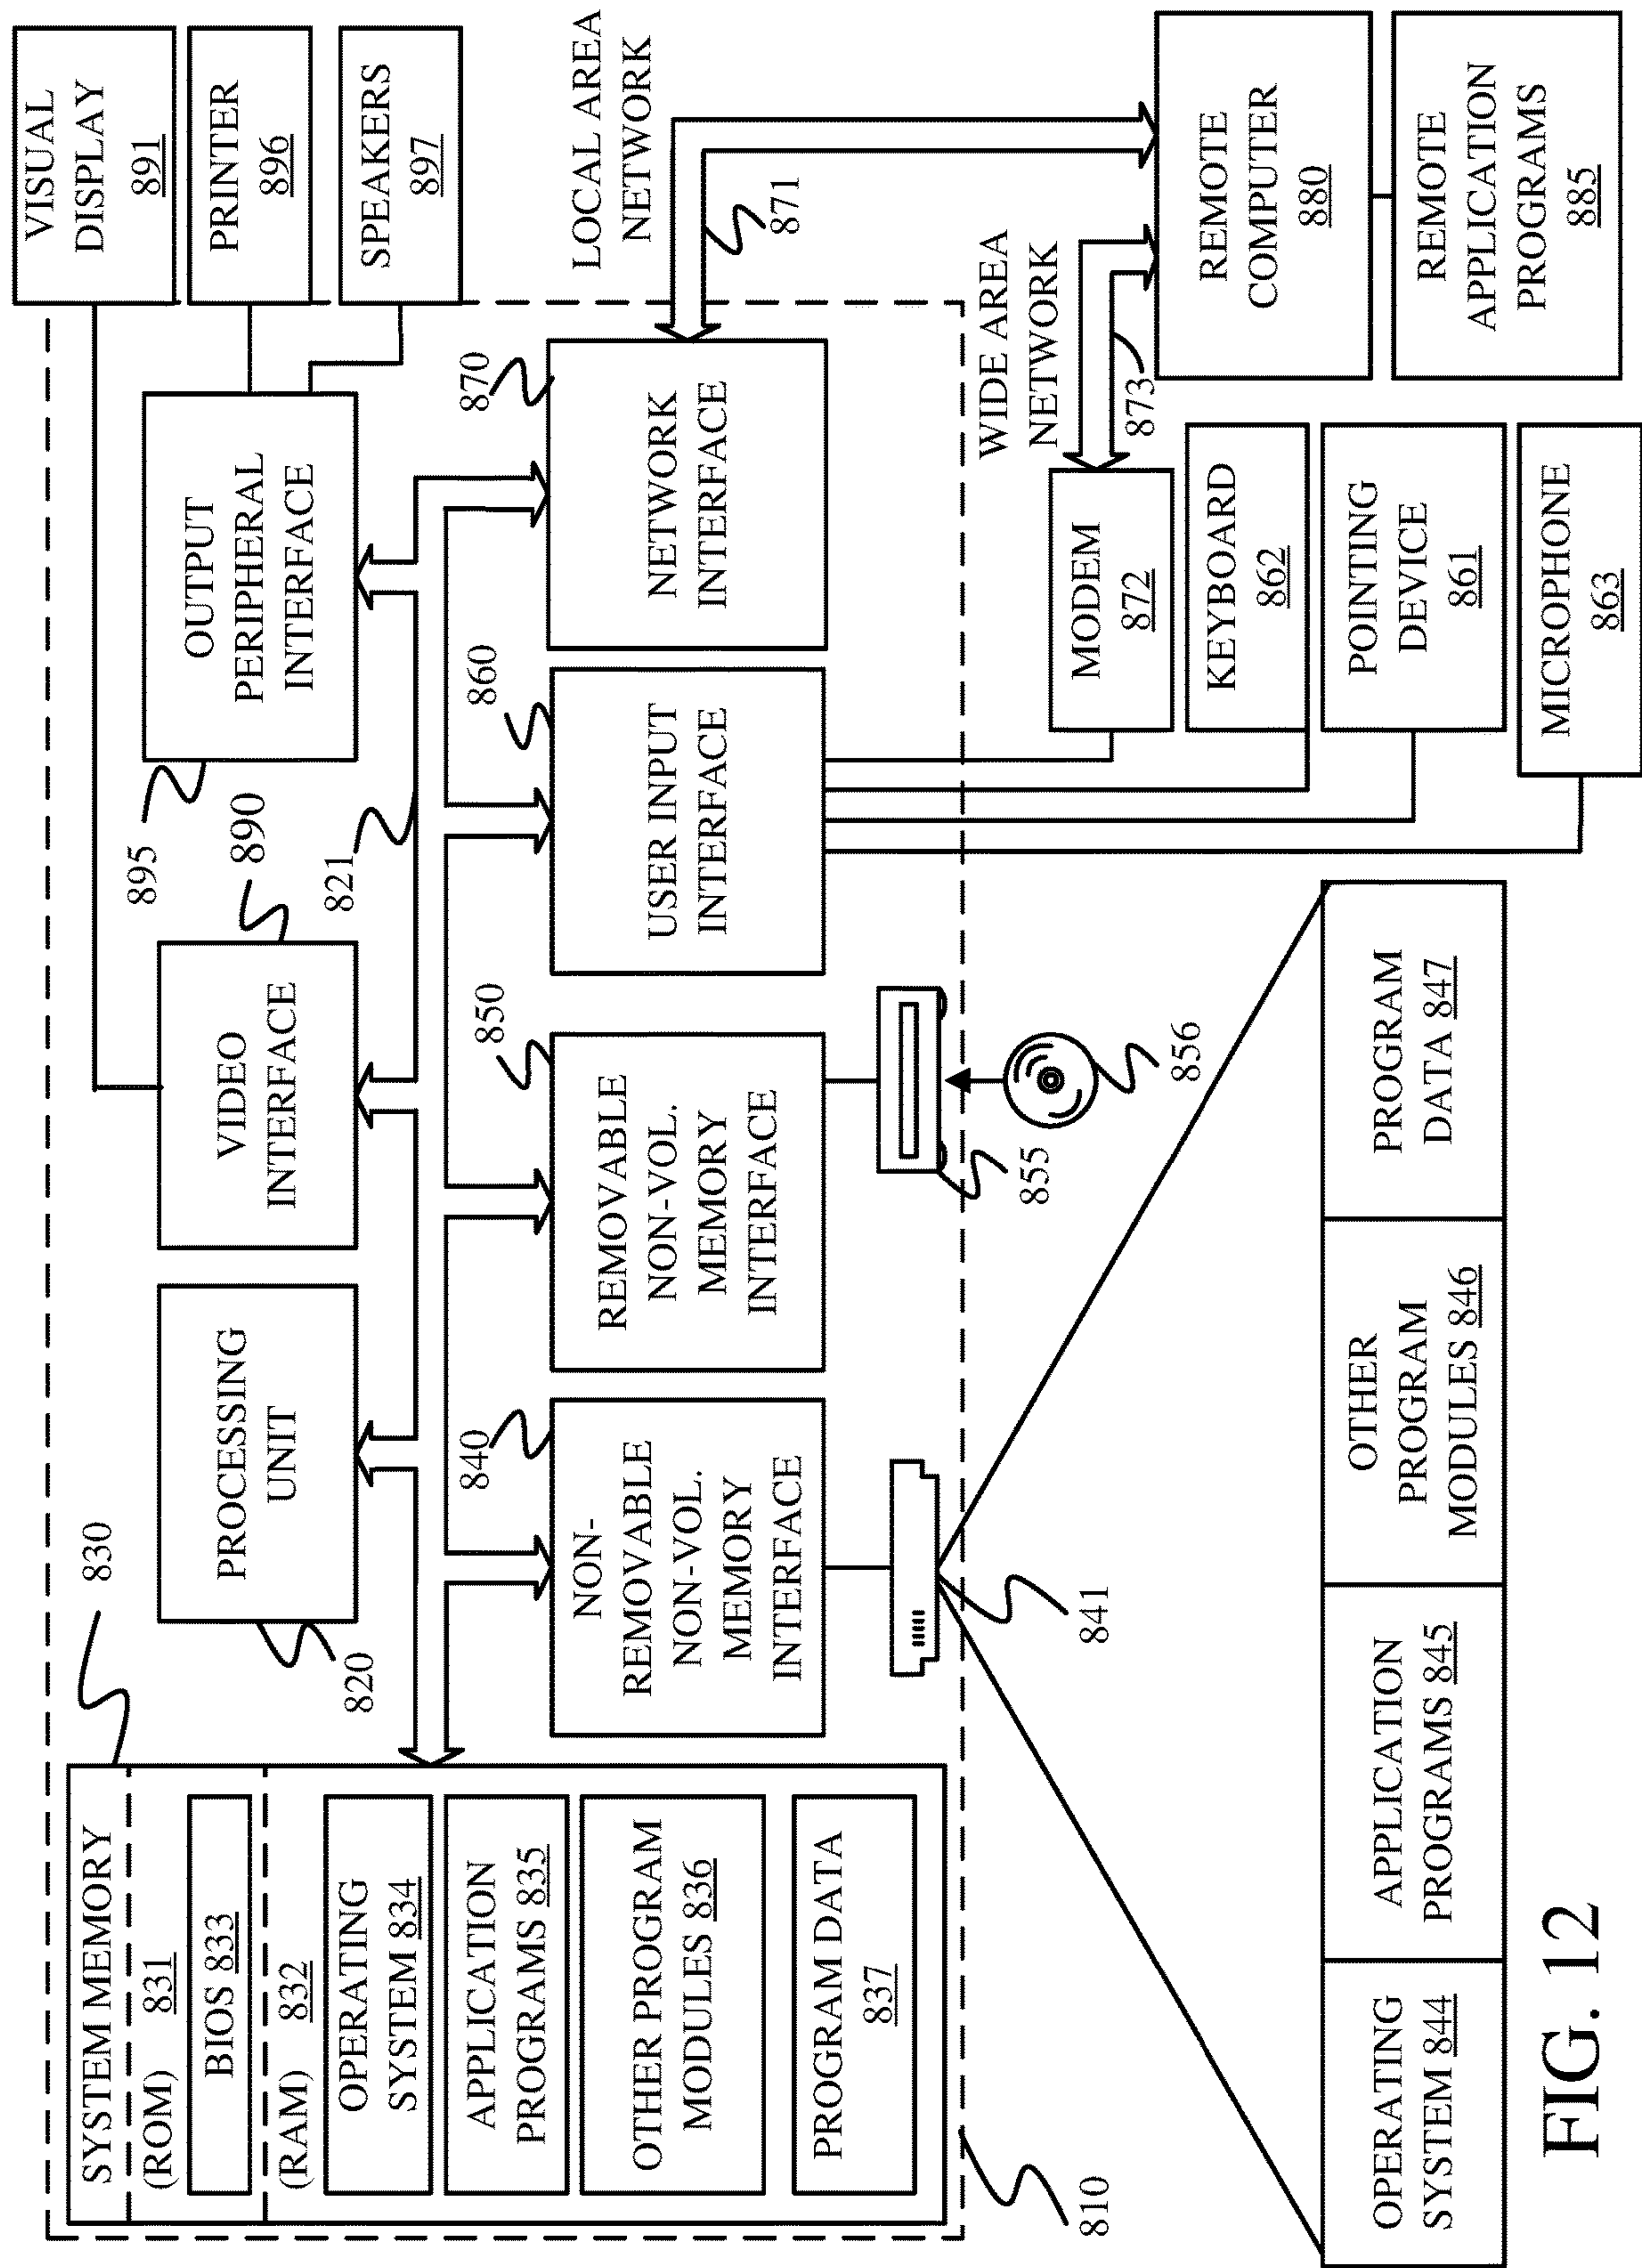 SYSTEM MEMORY
(ROM) 831
BIOS 833
(RAM) 832
OPERATING
SYSTEM 834
APPLICATION
PROGRAMS 835
OTHER PROGRAM
MODULES 836
PROGRAM DATA
837
810
830
PROCESSING
UNIT
820
VIDEO
INTERFACE
890
821
OUTPUT
PERIPHERAL
INTERFACE
895
VISUAL
DISPLAY
891
PRINTER
896
SPEAKERS
897
NON-
REMOVABLE
NON-VOL.
MEMORY
INTERFACE
840
REMOVABLE
NON-VOL.
MEMORY
INTERFACE
850
USER INPUT
INTERFACE
860
NETWORK
INTERFACE
870
LOCAL AREA
NETWORK
871
841
855
856
WIDE AREA
NETWORK
873
MODEM
872
KEYBOARD
862
POINTING
DEVICE
861
MICROPHONE
863
REMOTE
COMPUTER
880
REMOTE
APPLICATION
PROGRAMS
885
OPERATING
SYSTEM 844
APPLICATION
PROGRAMS 845
OTHER
PROGRAM
MODULES 846
PROGRAM
DATA 847
FIG. 12